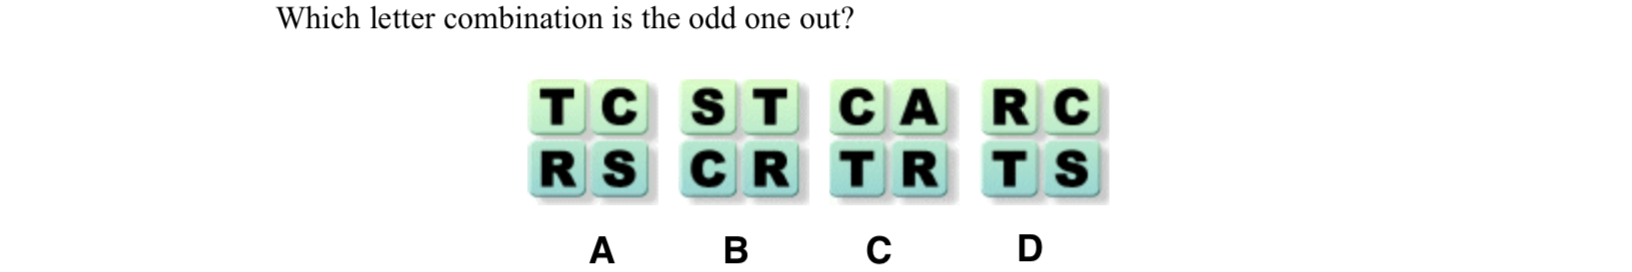 Which letter combination is the odd one out?
T C S T C A R C
R S C R T R T S
A B C D